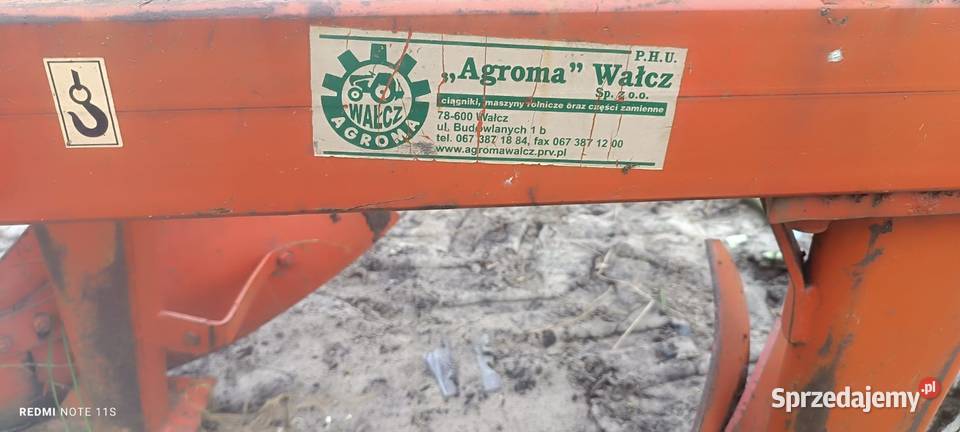 P.H.U.
„Agroma” Wałcz
Sp. z o.o.
ciągniki, maszyny rolnicze oraz części zamienne
78-600 Wałcz
ul. Budowlanych 1 b
tel. 067 387 18 84, fax 067 387 12 00
www.agromawalcz.prv.pl
WAŁCZ
AGROMA
REDMI NOTE 11S
Sprzedajemy.pl